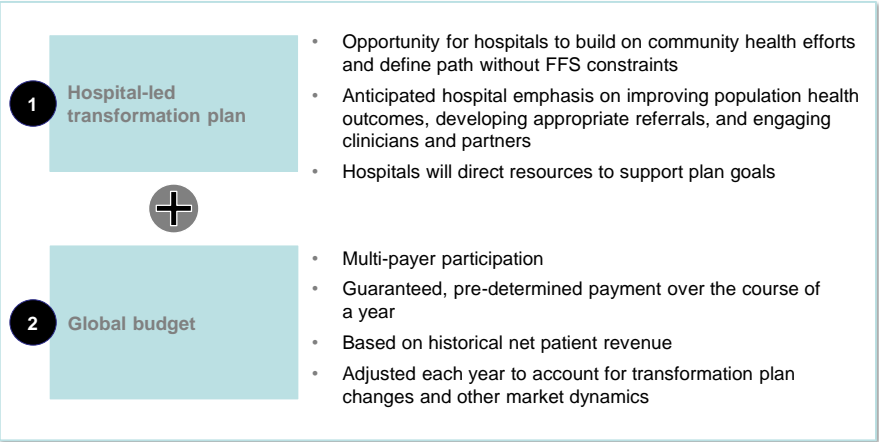 1
Hospital-led
transformation plan
• Opportunity for hospitals to build on community health efforts
and define path without FFS constraints
• Anticipated hospital emphasis on improving population health
outcomes, developing appropriate referrals, and engaging
clinicians and partners
• Hospitals will direct resources to support plan goals
2
Global budget
• Multi-payer participation
• Guaranteed, pre-determined payment over the course of
a year
• Based on historical net patient revenue
• Adjusted each year to account for transformation plan
changes and other market dynamics